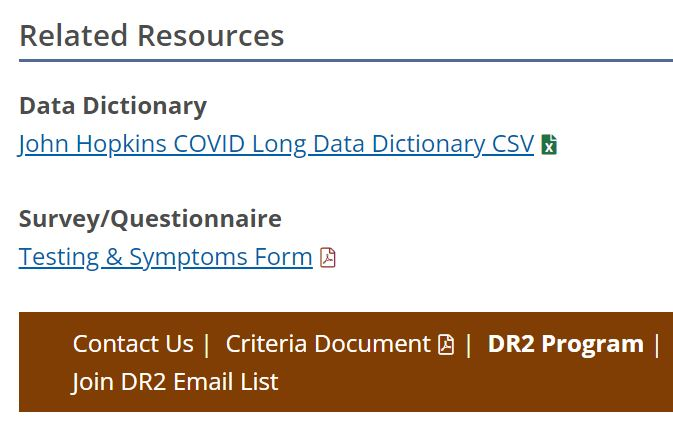 Related Resources
Data Dictionary
John Hopkins COVID Long Data Dictionary CSV
Survey/Questionnaire
Testing & Symptoms Form
Contact Us | Criteria Document | DR2 Program |
Join DR2 Email List